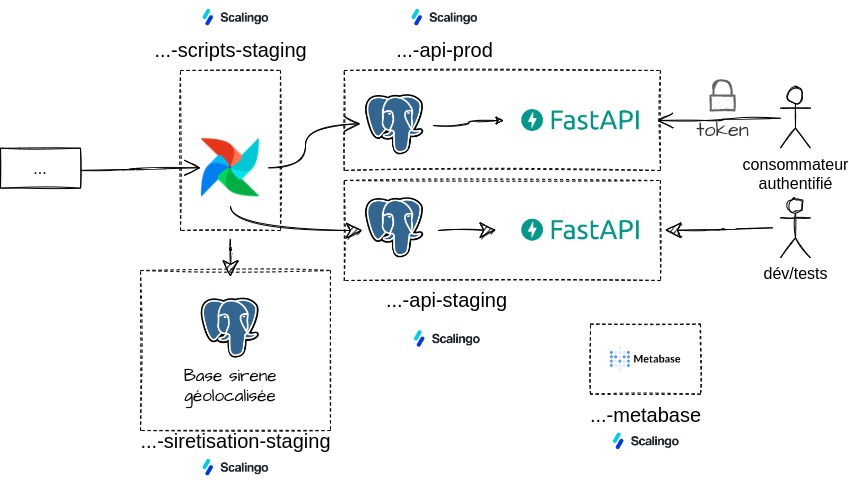 Scalingo
Scalingo
...-scripts-staging
...-api-prod
FastAPI
token
consommateur
authentifié
...
FastAPI
dév/tests
...-api-staging
Scalingo
Base sirene
géolocalisée
Metabase
...-metabase
...-siretisation-staging
Scalingo
Scalingo